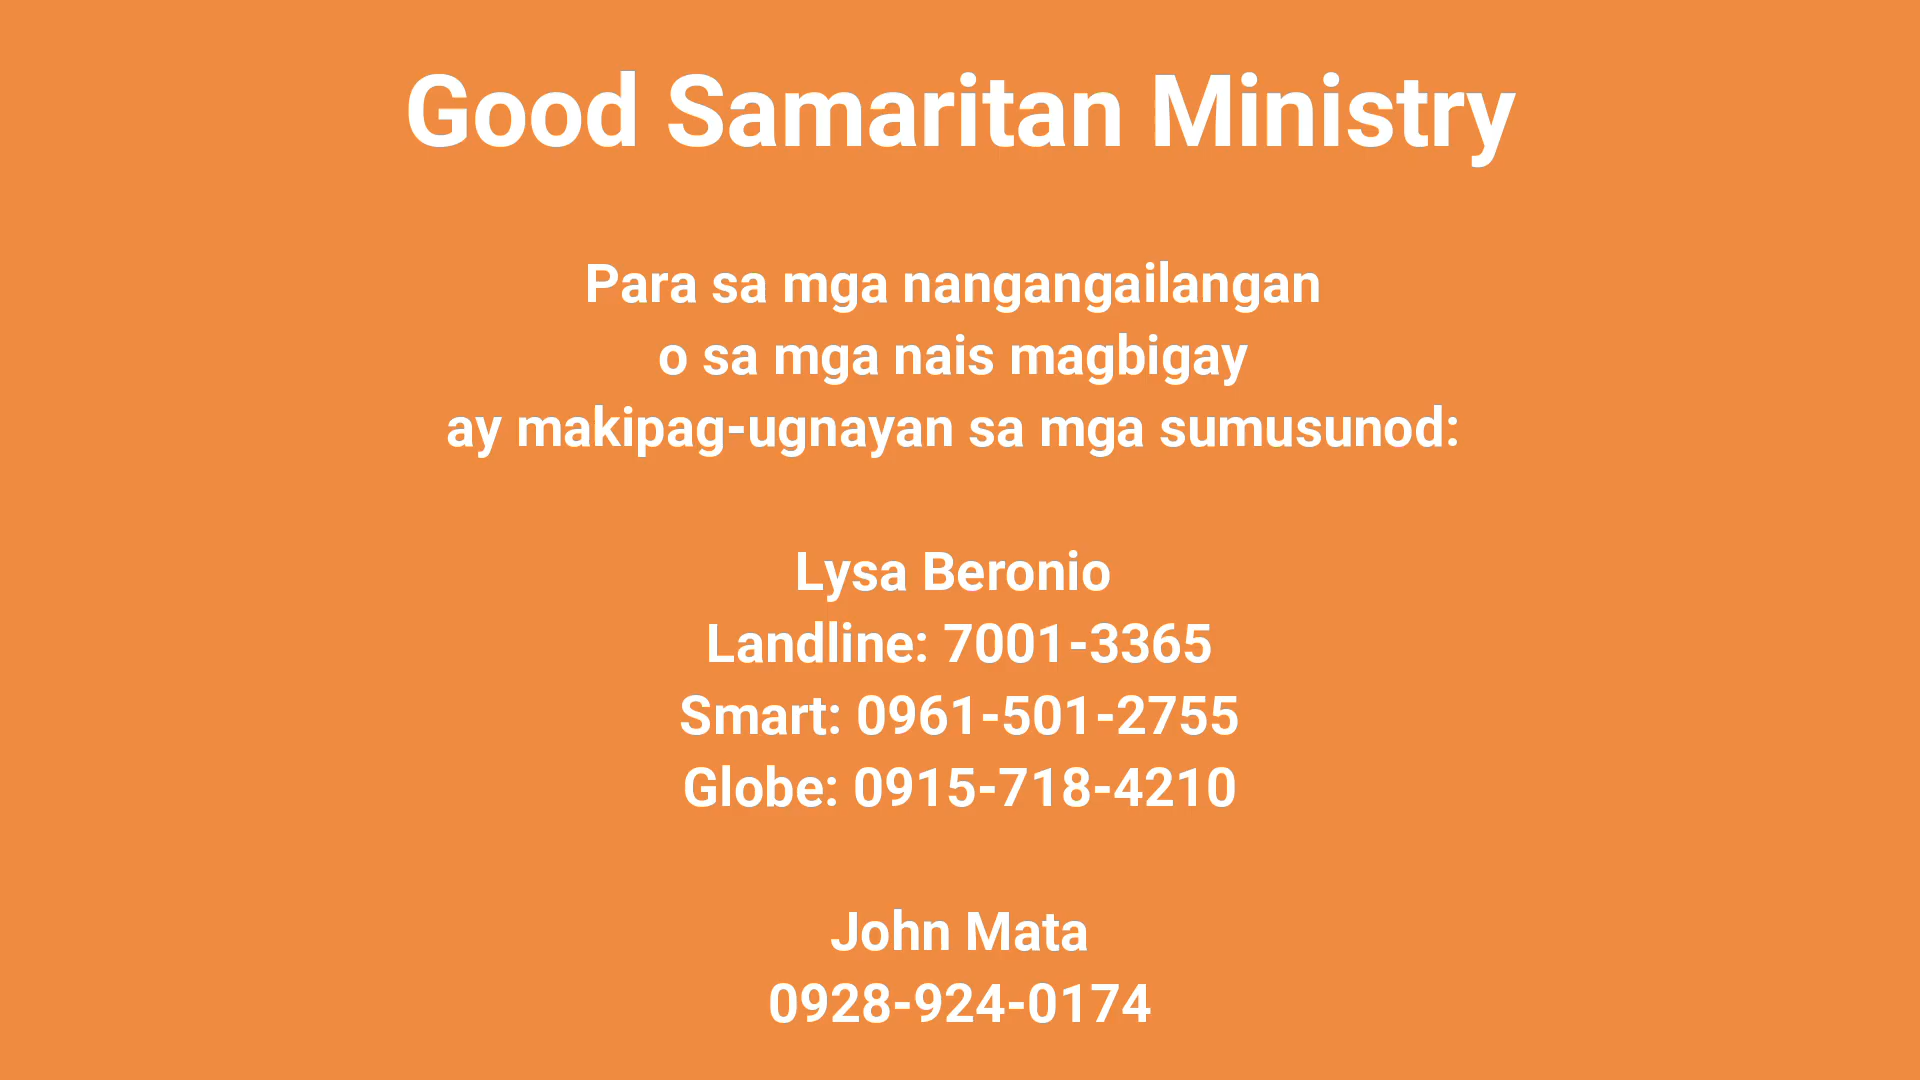 Good Samaritan Ministry
Para sa mga nangangailangan
o sa mga nais magbigay
ay makipag-ugnayan sa mga sumusunod:
Lysa Beronio
Landline: 7001-3365
Smart: 0961-501-2755
Globe: 0915-718-4210
John Mata
0928-924-0174